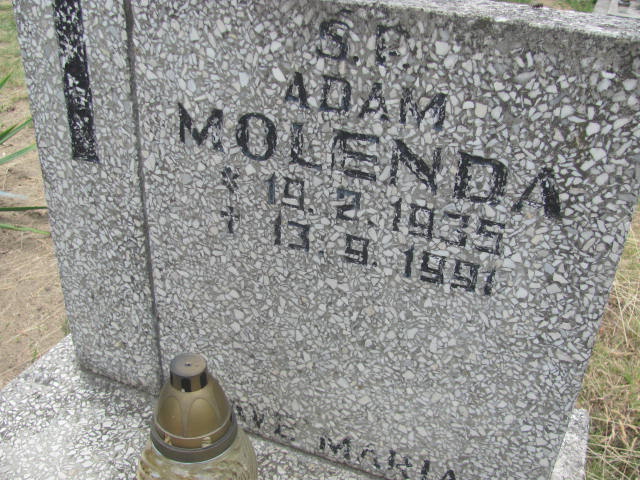 Ś.P.
ADAM
MOLENDA
* 19.2.1935
† 13.9.1991
AVE MARIA